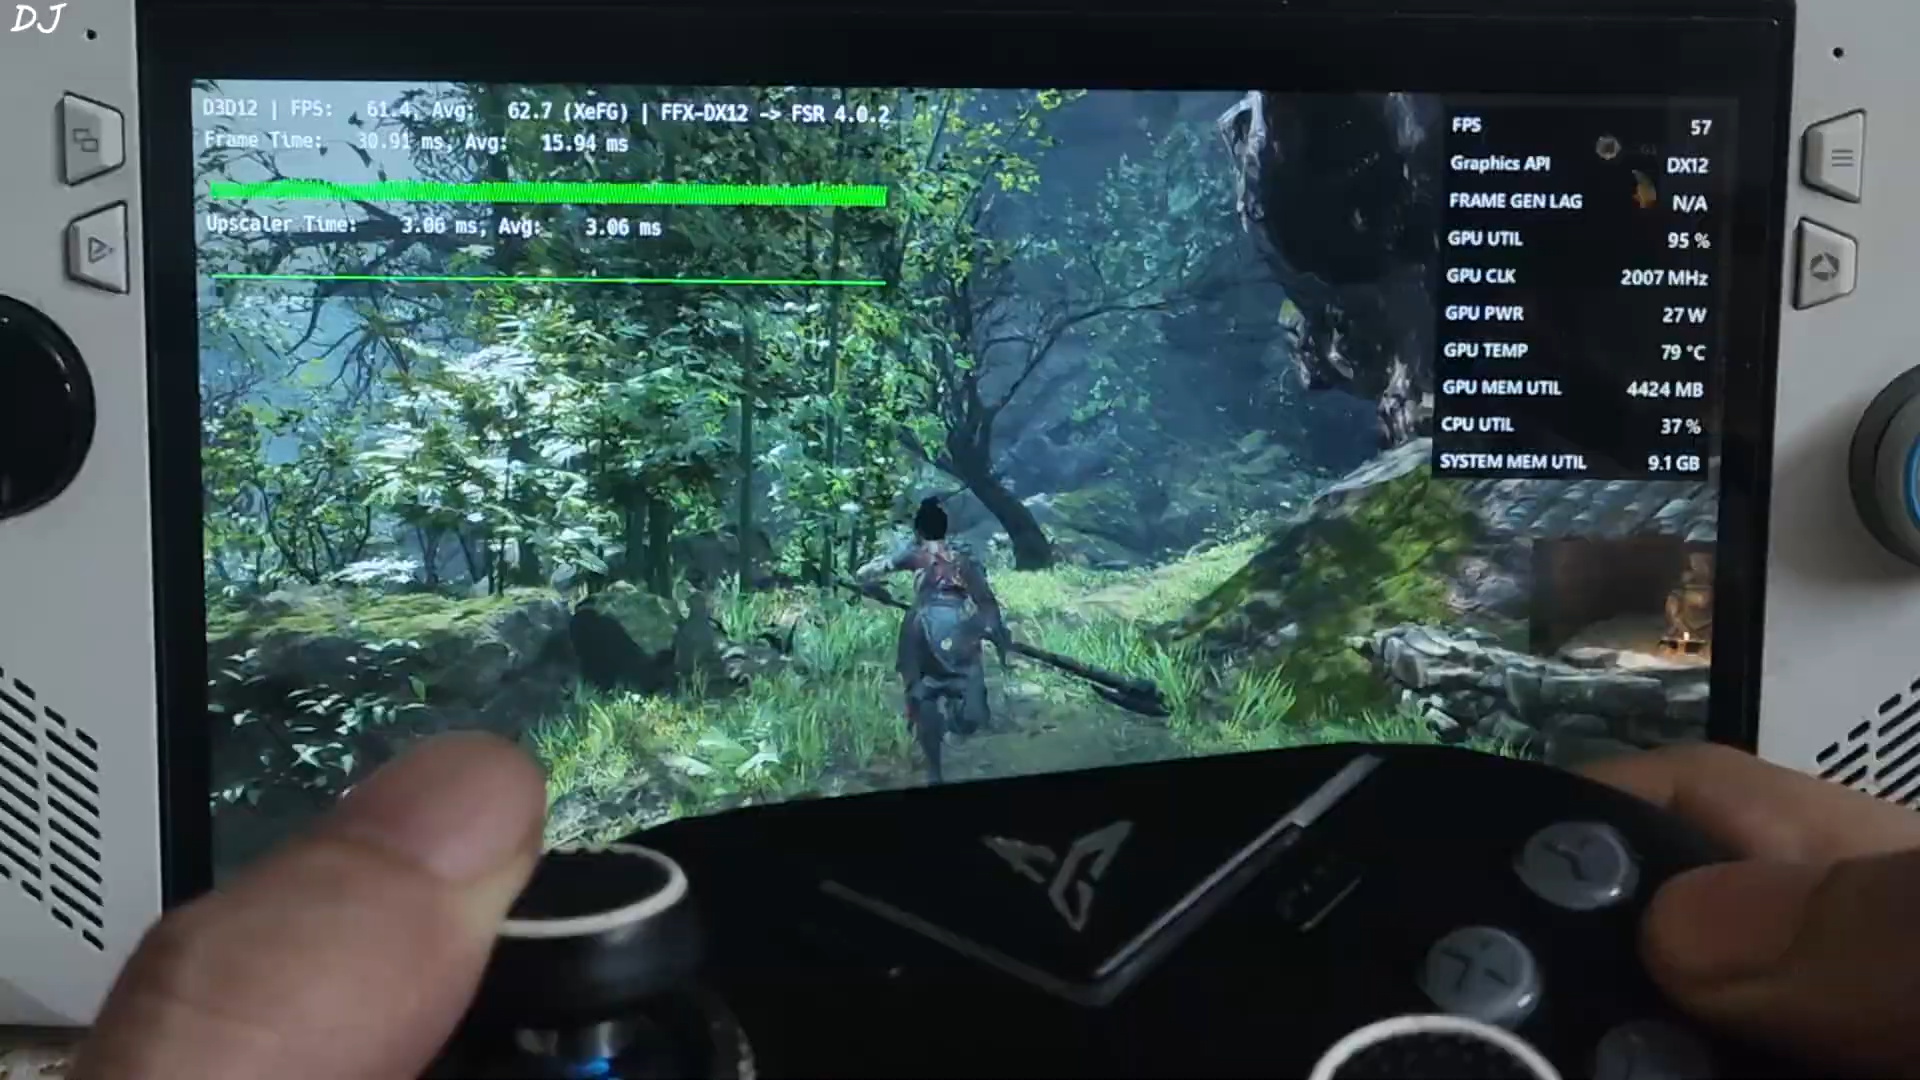 DJ
D3D12 | FPS: 61.4, Avg: 62.7 (XeFG) | FFX-DX12 -> FSR 4.0.2
Frame Time: 30.91 ms, Avg: 15.94 ms
Upscaler Time: 3.06 ms, Avg: 3.06 ms
FPS 57
Graphics API DX12
FRAME GEN LAG N/A
GPU UTIL 95 %
GPU CLK 2007 MHz
GPU PWR 27 W
GPU TEMP 79 °C
GPU MEM UTIL 4424 MB
CPU UTIL 37 %
SYSTEM MEM UTIL 9.1 GB
Y
X